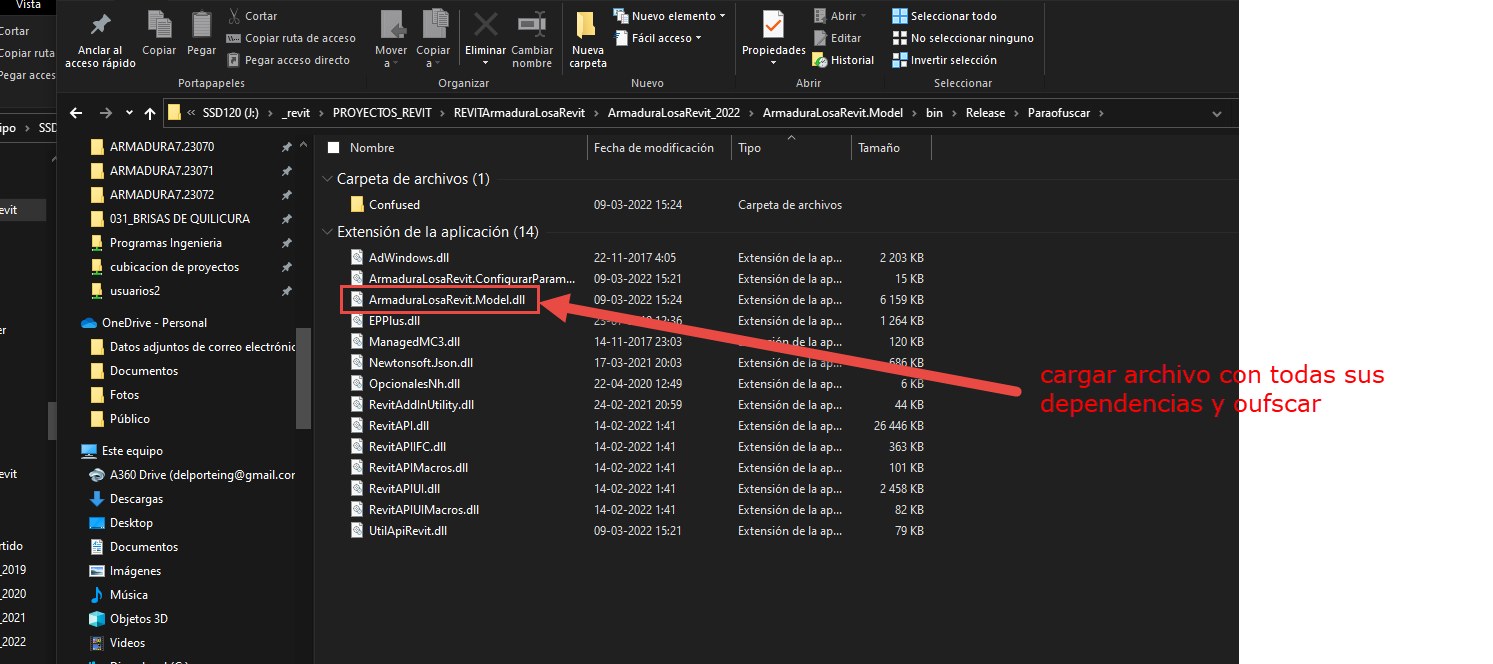 Vista
Cortar
Copiar ruta
Pegar acces
Anclar al
acceso rápido
Copiar
Pegar
Cortar
Copiar ruta de acceso
Pegar acceso directo
Portapapeles
Mover
a
Copiar
a
Eliminar
Cambiar
nombre
Organizar
Nueva
carpeta
Nuevo elemento
Fácil acceso
Nuevo
Propiedades
Abrir
Editar
Historial
Abrir
Seleccionar todo
No seleccionar ninguno
Invertir selección
Seleccionar
ipo > SSD
« SSD120 (J:) > _revit > PROYECTOS_REVIT > REVITArmaduraLosaRevit > ArmaduraLosaRevit_2022 > ArmaduraLosaRevit.Model > bin > Release > Paraofuscar >
evit
er
evit
rtido
_2019
_2020
_2021
_2022
ARMADURA7.23070
ARMADURA7.23071
ARMADURA7.23072
031_BRISAS DE QUILICURA
Programas Ingenieria
cubicacion de proyectos
usuarios2
OneDrive - Personal
Datos adjuntos de correo electrónic
Documentos
Fotos
Público
Este equipo
A360 Drive (delporteing@gmail.cor
Descargas
Desktop
Documentos
Imágenes
Música
Objetos 3D
Videos
Nombre Fecha de modificación Tipo Tamaño
Carpeta de archivos (1)
Confused 09-03-2022 15:24 Carpeta de archivos
Extensión de la aplicación (14)
AdWindows.dll 22-11-2017 4:05 Extensión de la ap... 2 203 KB
ArmaduraLosaRevit.ConfigurarParam... 09-03-2022 15:21 Extensión de la ap... 15 KB
ArmaduraLosaRevit.Model.dll 09-03-2022 15:24 Extensión de la ap... 6 159 KB
EPPlus.dll 12:36 Extensión de la ap... 1 264 KB
ManagedMC3.dll 14-11-2017 23:03 Extensión de la ap... 120 KB
Newtonsoft.Json.dll 17-03-2021 20:03 Extensión de la ap... 686 KB
OpcionalesNh.dll 22-04-2020 12:49 Extensión de la ap... 6 KB
RevitAddInUtility.dll 24-02-2021 20:59 Extensión de la ap... 44 KB
RevitAPI.dll 14-02-2022 1:41 Extensión de la ap... 26 446 KB
RevitAPIIFC.dll 14-02-2022 1:41 Extensión de la ap... 363 KB
RevitAPIMacros.dll 14-02-2022 1:41 Extensión de la ap... 101 KB
RevitAPIUI.dll 14-02-2022 1:41 Extensión de la ap... 2 458 KB
RevitAPIUIMacros.dll 14-02-2022 1:41 Extensión de la ap... 82 KB
UtilApiRevit.dll 09-03-2022 15:21 Extensión de la ap... 79 KB
cargar archivo con todas sus
dependencias y oufscar